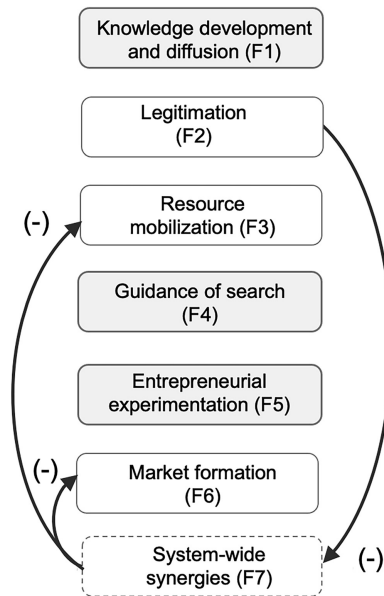 Knowledge development
and diffusion (F1)
Legitimation
(F2)
(-)
Resource
mobilization (F3)
Guidance of search
(F4)
Entrepreneurial
experimentation (F5)
(-)
Market formation
(F6)
System-wide
synergies (F7)
(-)